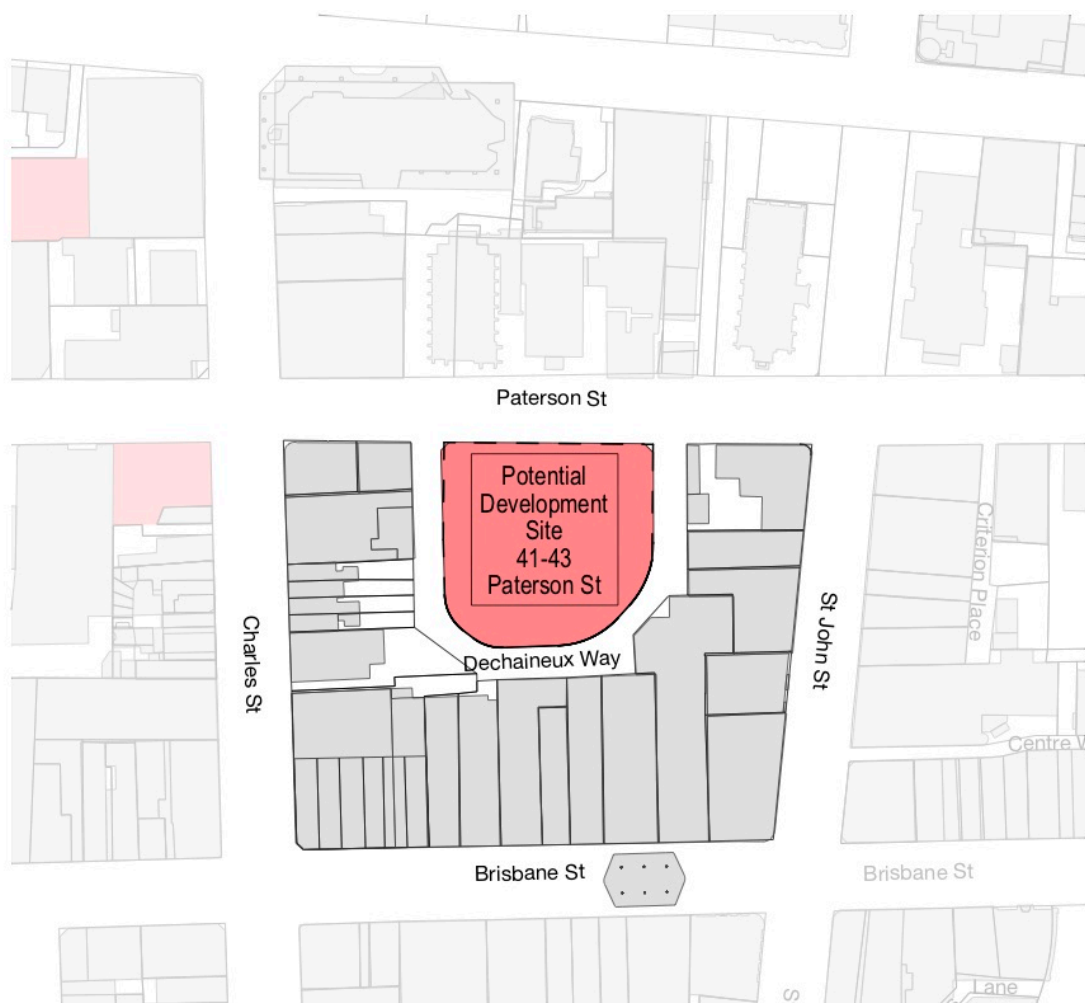 Paterson St
Potential
Development
Site
41-43
Paterson St
Criterion Place
Charles St
St John St
Dechaineux Way
Centre W
Brisbane St
Brisbane St
Lane
S